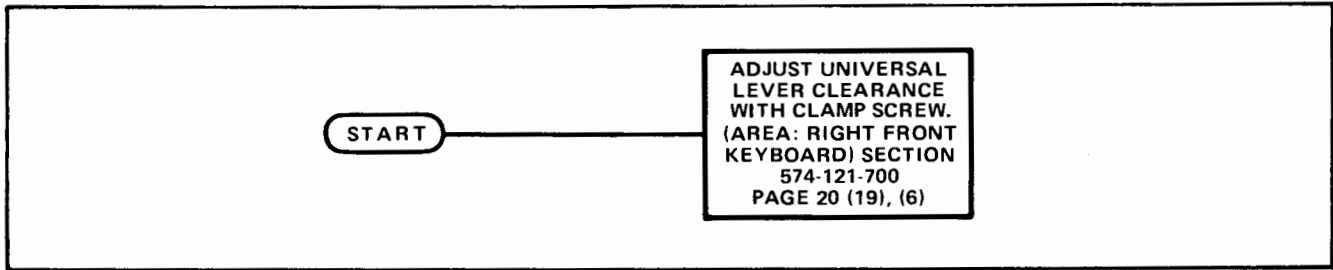 START
ADJUST UNIVERSAL
LEVER CLEARANCE
WITH CLAMP SCREW.
(AREA: RIGHT FRONT
KEYBOARD) SECTION
574-121-700
PAGE 20 (19), (6)